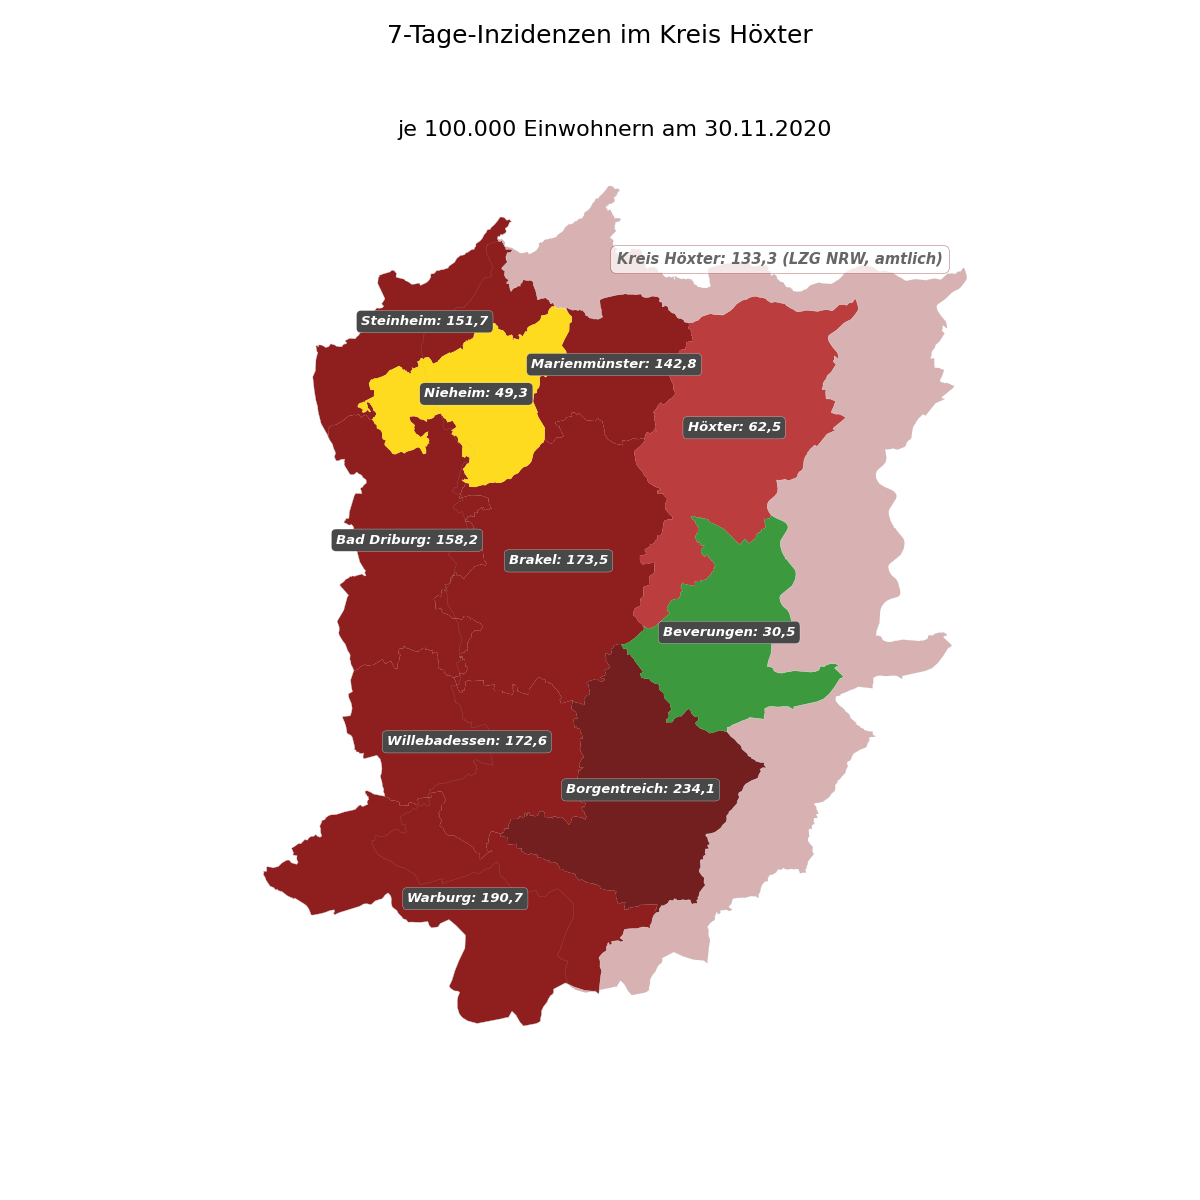 7-Tage-Inzidenzen im Kreis Höxter
je 100.000 Einwohnern am 30.11.2020
Kreis Höxter: 133,3 (LZG NRW, amtlich)
Steinheim: 151,7
Marienmünster: 142,8
Nieheim: 49,3
Höxter: 62,5
Bad Driburg: 158,2
Brakel: 173,5
Beverungen: 30,5
Willebadessen: 172,6
Borgentreich: 234,1
Warburg: 190,7